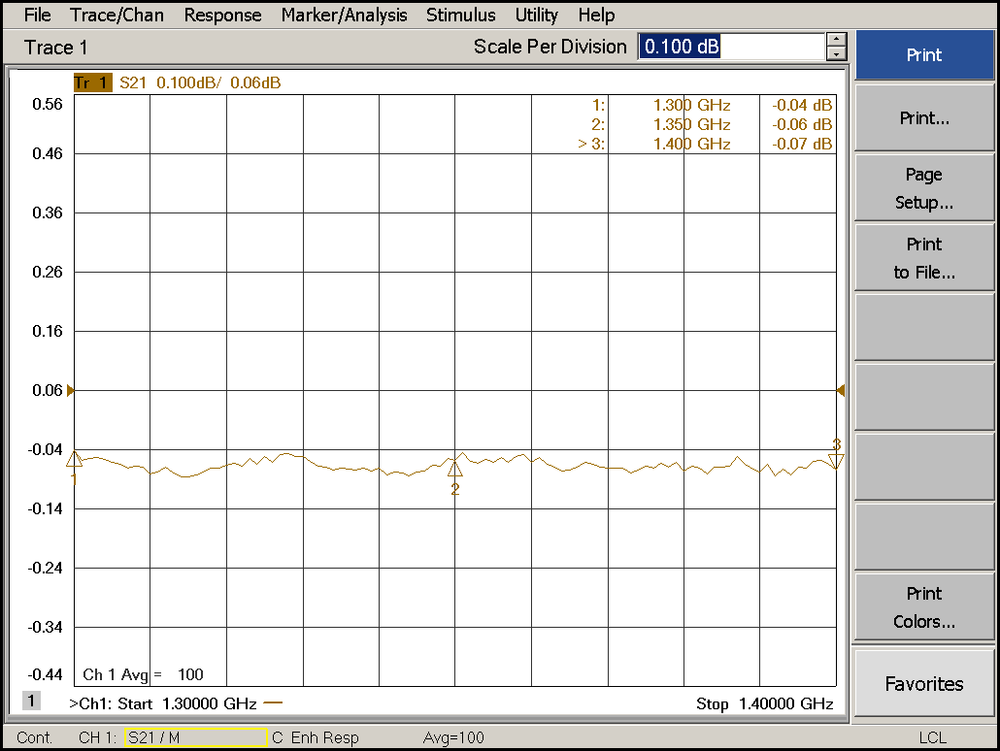 File Trace/Chan Response Marker/Analysis Stimulus Utility Help
Trace 1 Scale Per Division 0.100 dB
Tr 1 S21 0.100dB/ 0.06dB
1: 1.300 GHz -0.04 dB
2: 1.350 GHz -0.06 dB
> 3: 1.400 GHz -0.07 dB
0.56
0.46
0.36
0.26
0.16
0.06
-0.04
-0.14
-0.24
-0.34
-0.44
1
2
3
Ch 1 Avg = 100
1 >Ch1: Start 1.30000 GHz Stop 1.40000 GHz
Print
Print...
Page
Setup...
Print
to File...
Print
Colors...
Favorites
Cont. CH 1: S21 / M C Enh Resp Avg=100 LCL